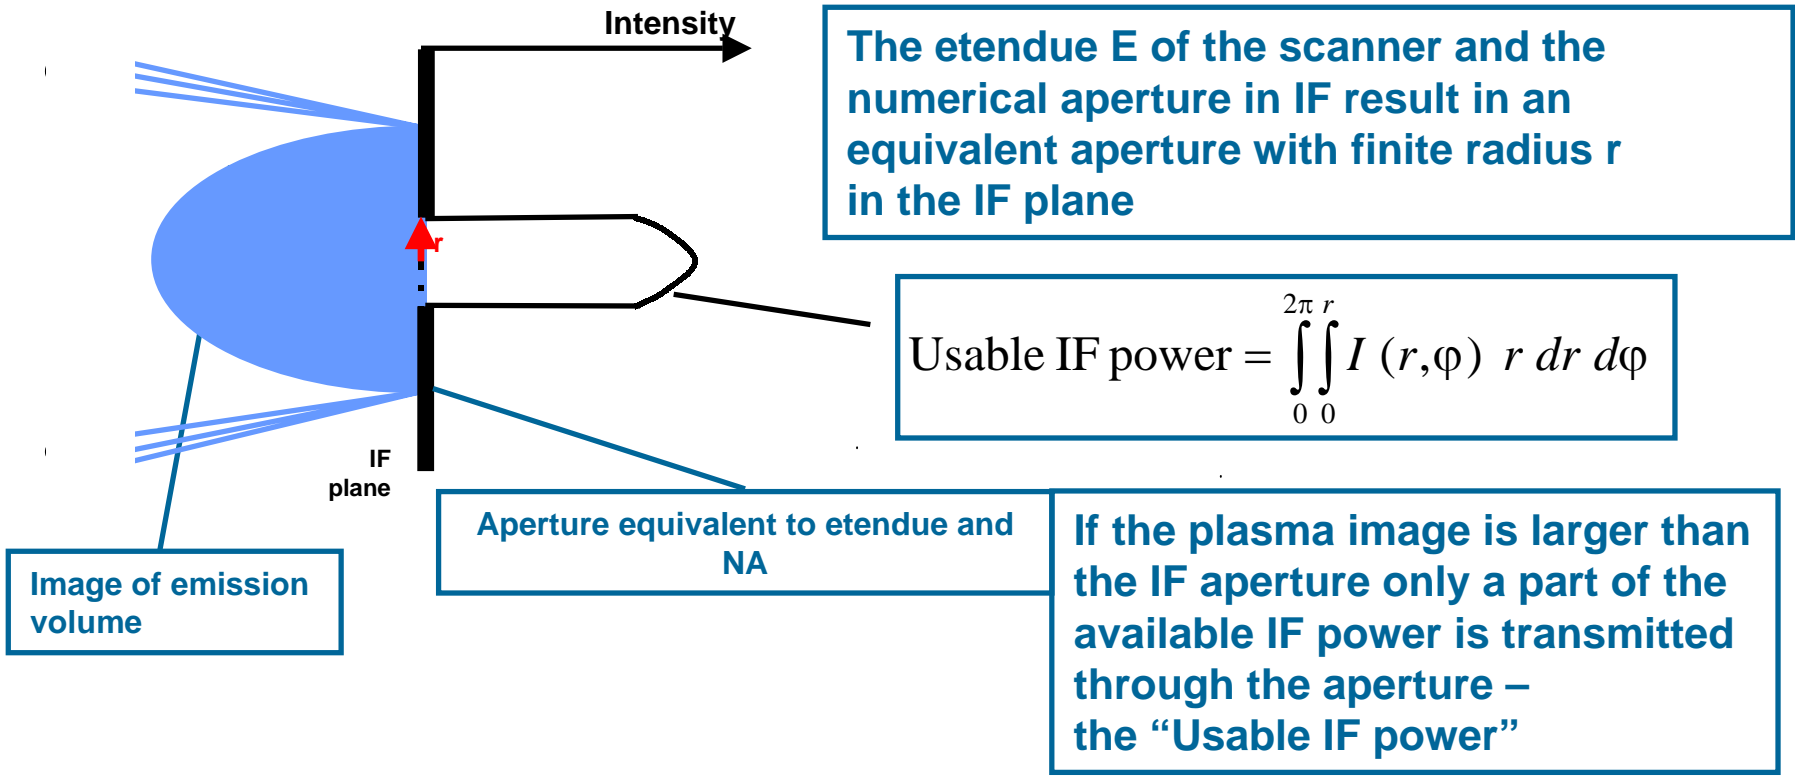 Intensity
The etendue E of the scanner and the
numerical aperture in IF result in an
equivalent aperture with finite radius r
in the IF plane
r
Usable IF power = ∫₀^{2π} ∫₀^{r} I (r,φ) r dr dφ
IF
plane
Aperture equivalent to etendue and
NA
Image of emission
volume
If the plasma image is larger than
the IF aperture only a part of the
available IF power is transmitted
through the aperture –
the “Usable IF power”